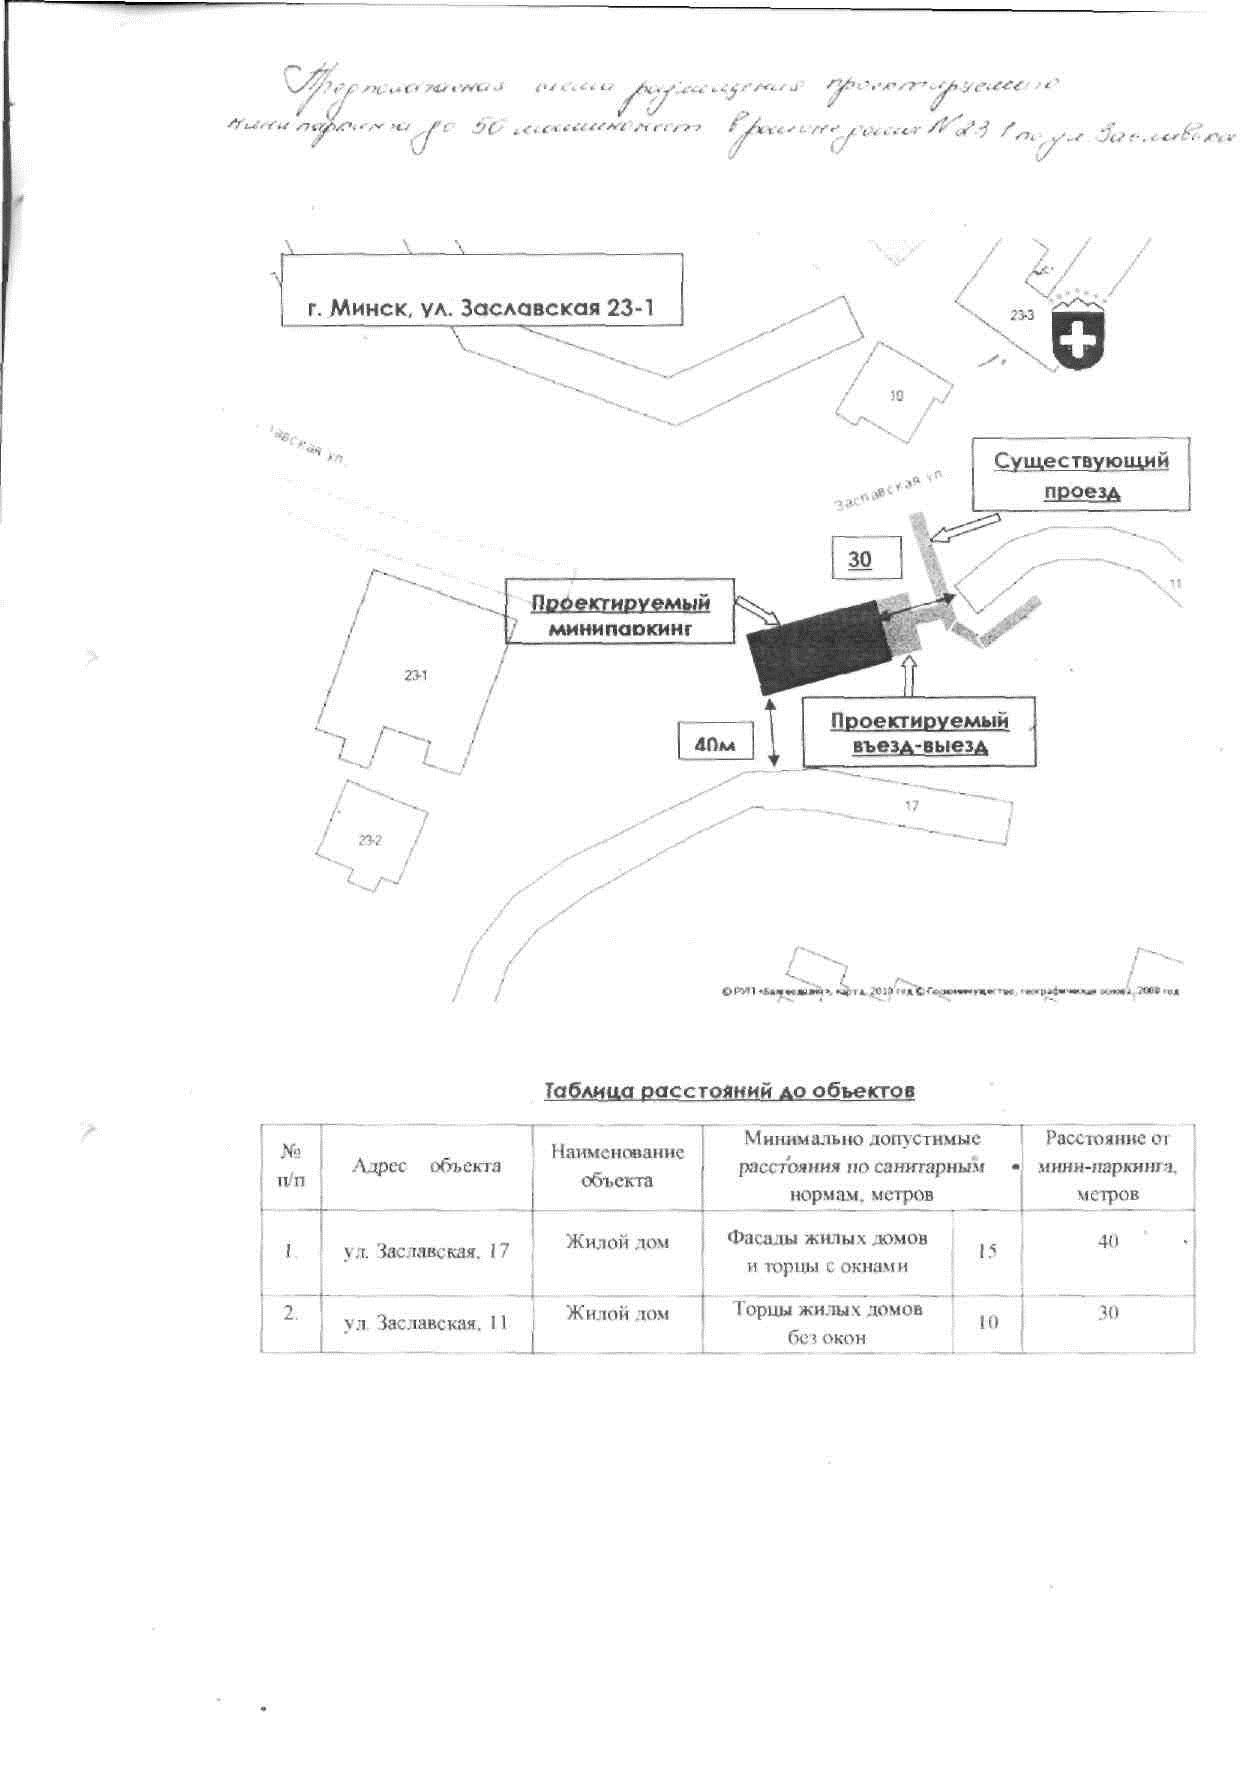 Предполагаемая схема размещения проектируемого
минипаркинга до 50 машиномест в районе дома N 23 1 по ул. Заславская
г. Минск, ул. Заславская 23-1
23-3
10
авская ул.
Существующий
проезд
Заславская ул.
30
11
Проектируемый
минипаркинг
23-1
Проектируемый
въезд-выезд
40м
17
23-2
© РУП «Белгеодезия», карта, 2010 год © Госкомимущество, географическая основа, 2009 год
Таблица расстояний до объектов
№ п/п
Адрес объекта
Наименование объекта
Минимально допустимые расстояния по санитарным нормам, метров
Расстояние от мини-паркинга, метров
1. ул. Заславская, 17 Жилой дом Фасады жилых домов и торцы с окнами 15 40
2. ул. Заславская, 11 Жилой дом Торцы жилых домов без окон 10 30